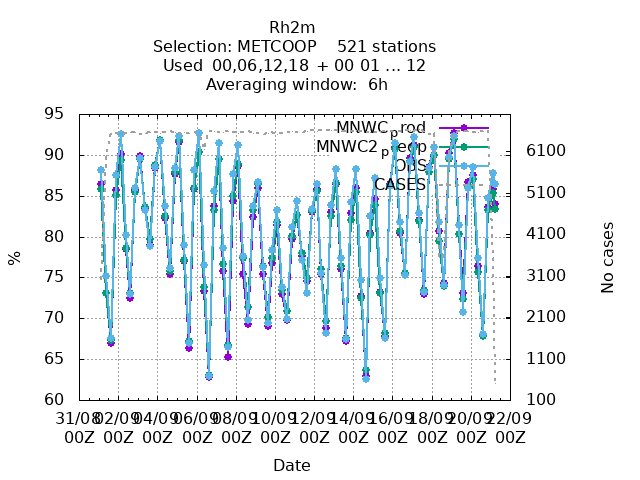 Rh2m
Selection: METCOOP    521 stations
Used  00,06,12,18  + 00 01 ... 12
Averaging window:  6h
MNWC_prod
OBS
CASES
95
90
85
80
75
70
65
60
%
6100
5100
4100
3100
2100
1100
100
No cases
31/08 02/09 04/09 06/09 08/09 10/09 12/09 14/09 16/09 18/09 20/09 22/09
00Z 00Z 00Z 00Z 00Z 00Z 00Z 00Z 00Z 00Z 00Z 00Z
Date